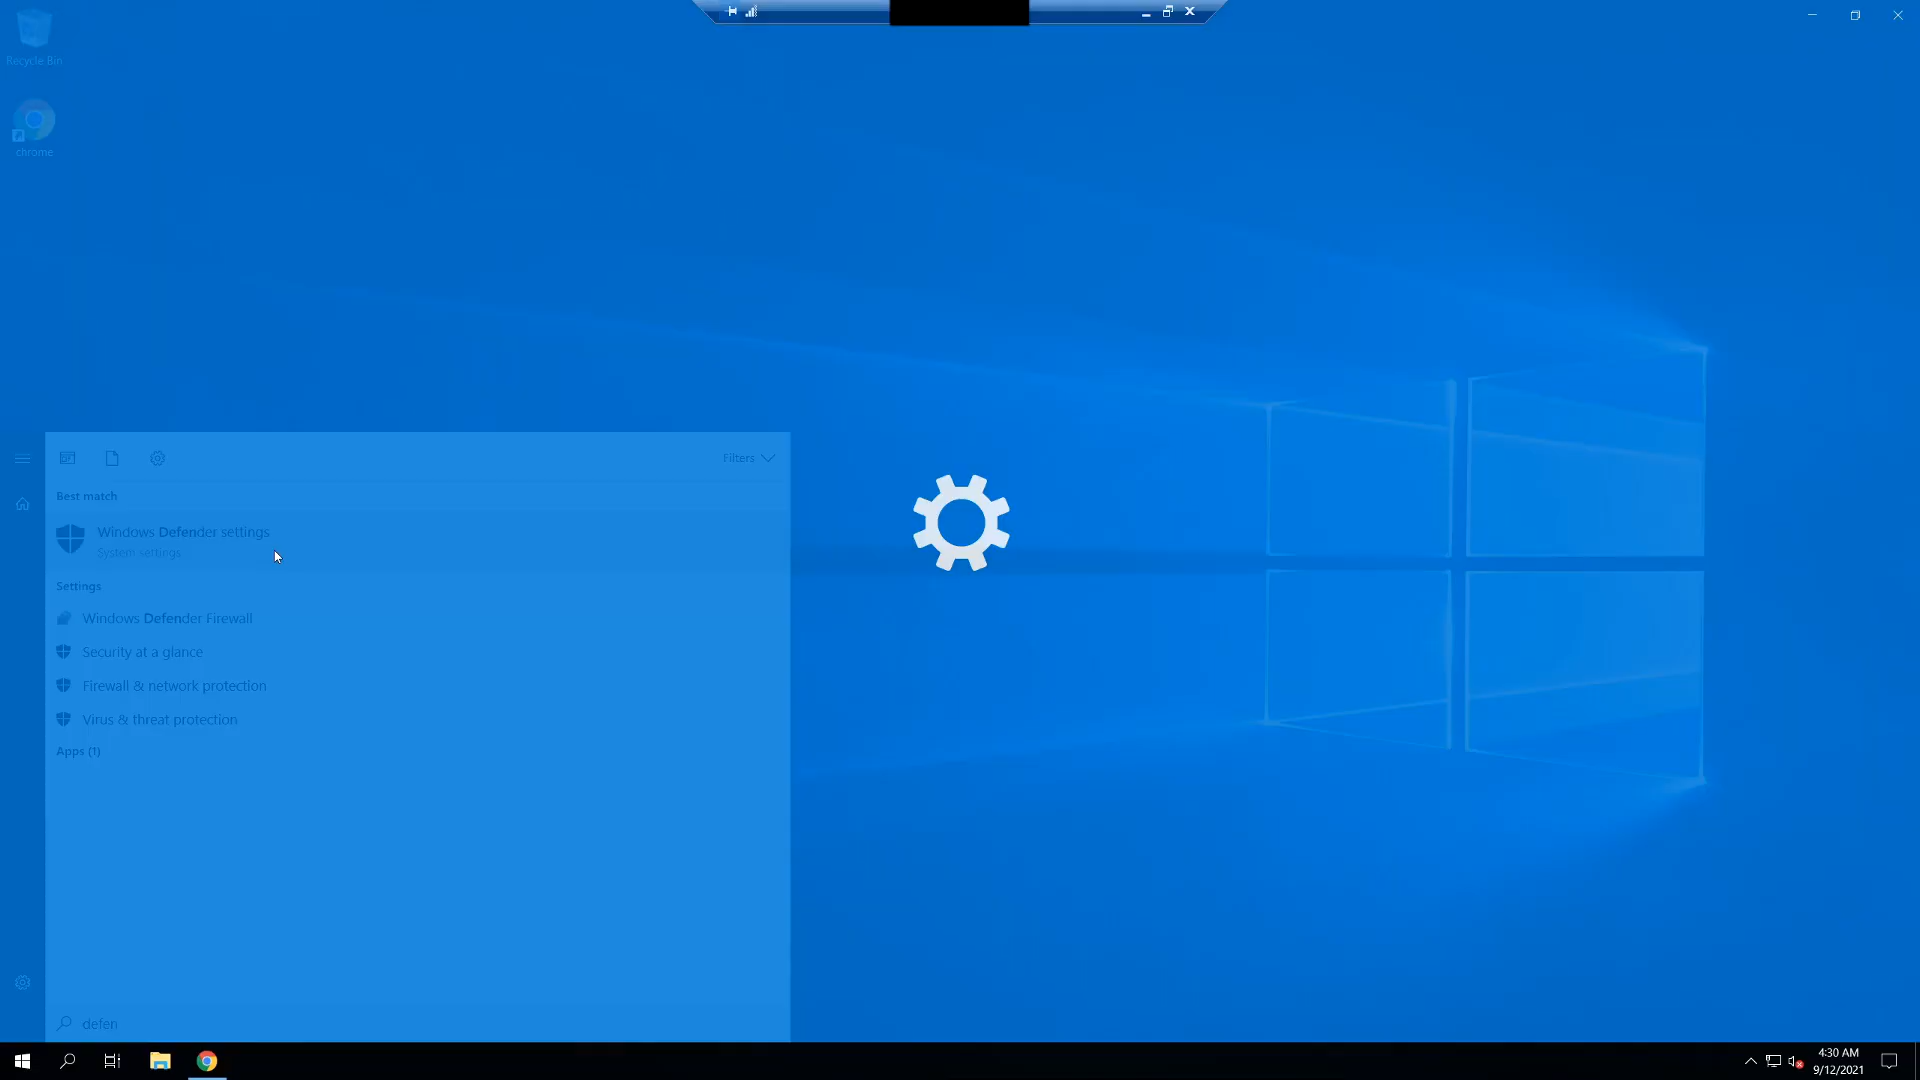 Recycle Bin
chrome
Filters
Best match
Windows Defender settings
System settings
Settings
Windows Defender Firewall
Security at a glance
Firewall & network protection
Virus & threat protection
Apps (1)
defen
4:30 AM
9/12/2021